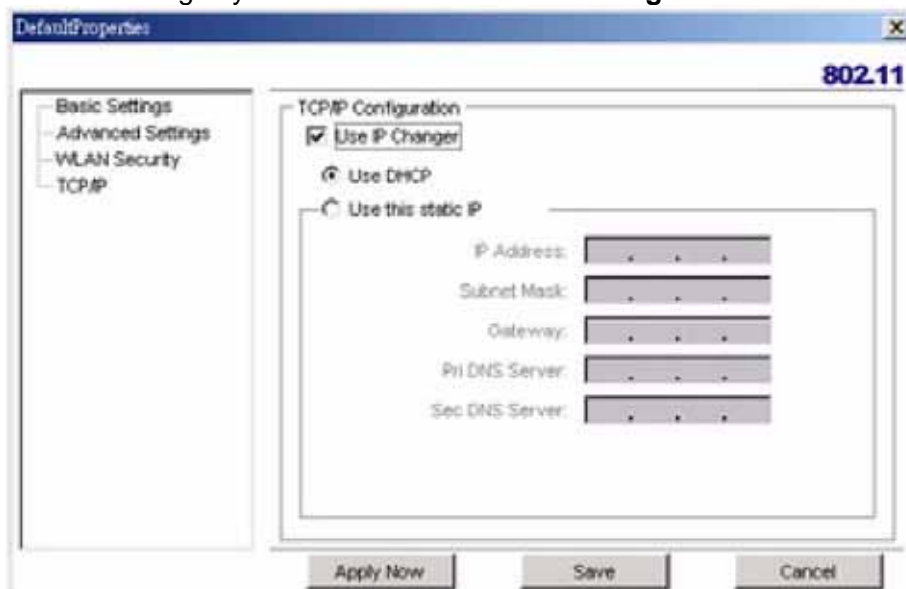 DefaultProperties
802.11
Basic Settings
Advanced Settings
WLAN Security
TCP/IP
TCP/IP Configuration
Use IP Changer
Use DHCP
Use this static IP
IP Address:
Subnet Mask:
Gateway:
Pri DNS Server:
Sec DNS Server:
Apply Now
Save
Cancel